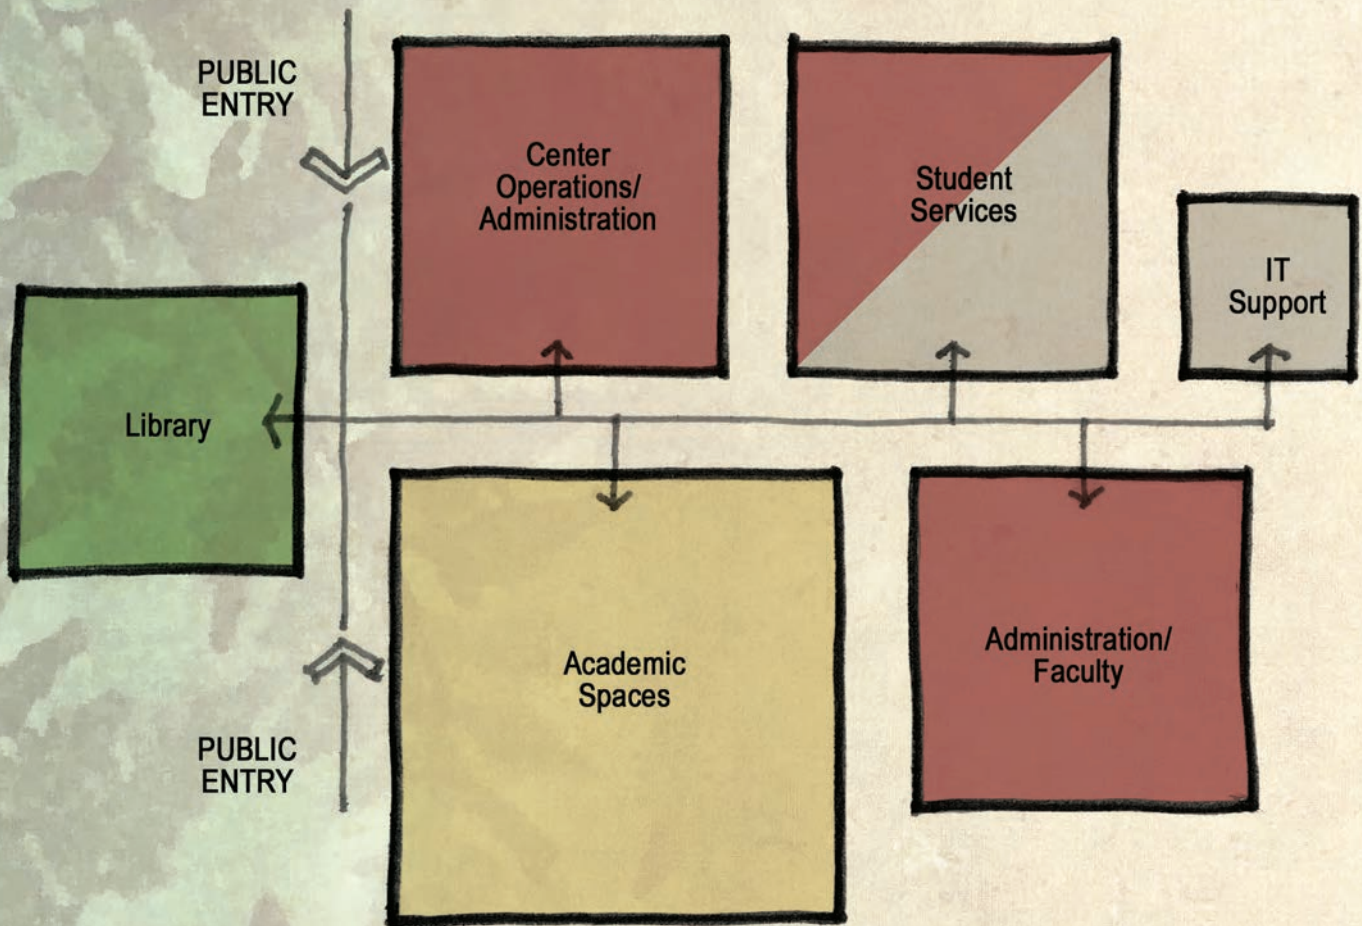 PUBLIC
ENTRY
Center
Operations/
Administration
Student
Services
IT
Support
Library
Academic
Spaces
Administration/
Faculty
PUBLIC
ENTRY